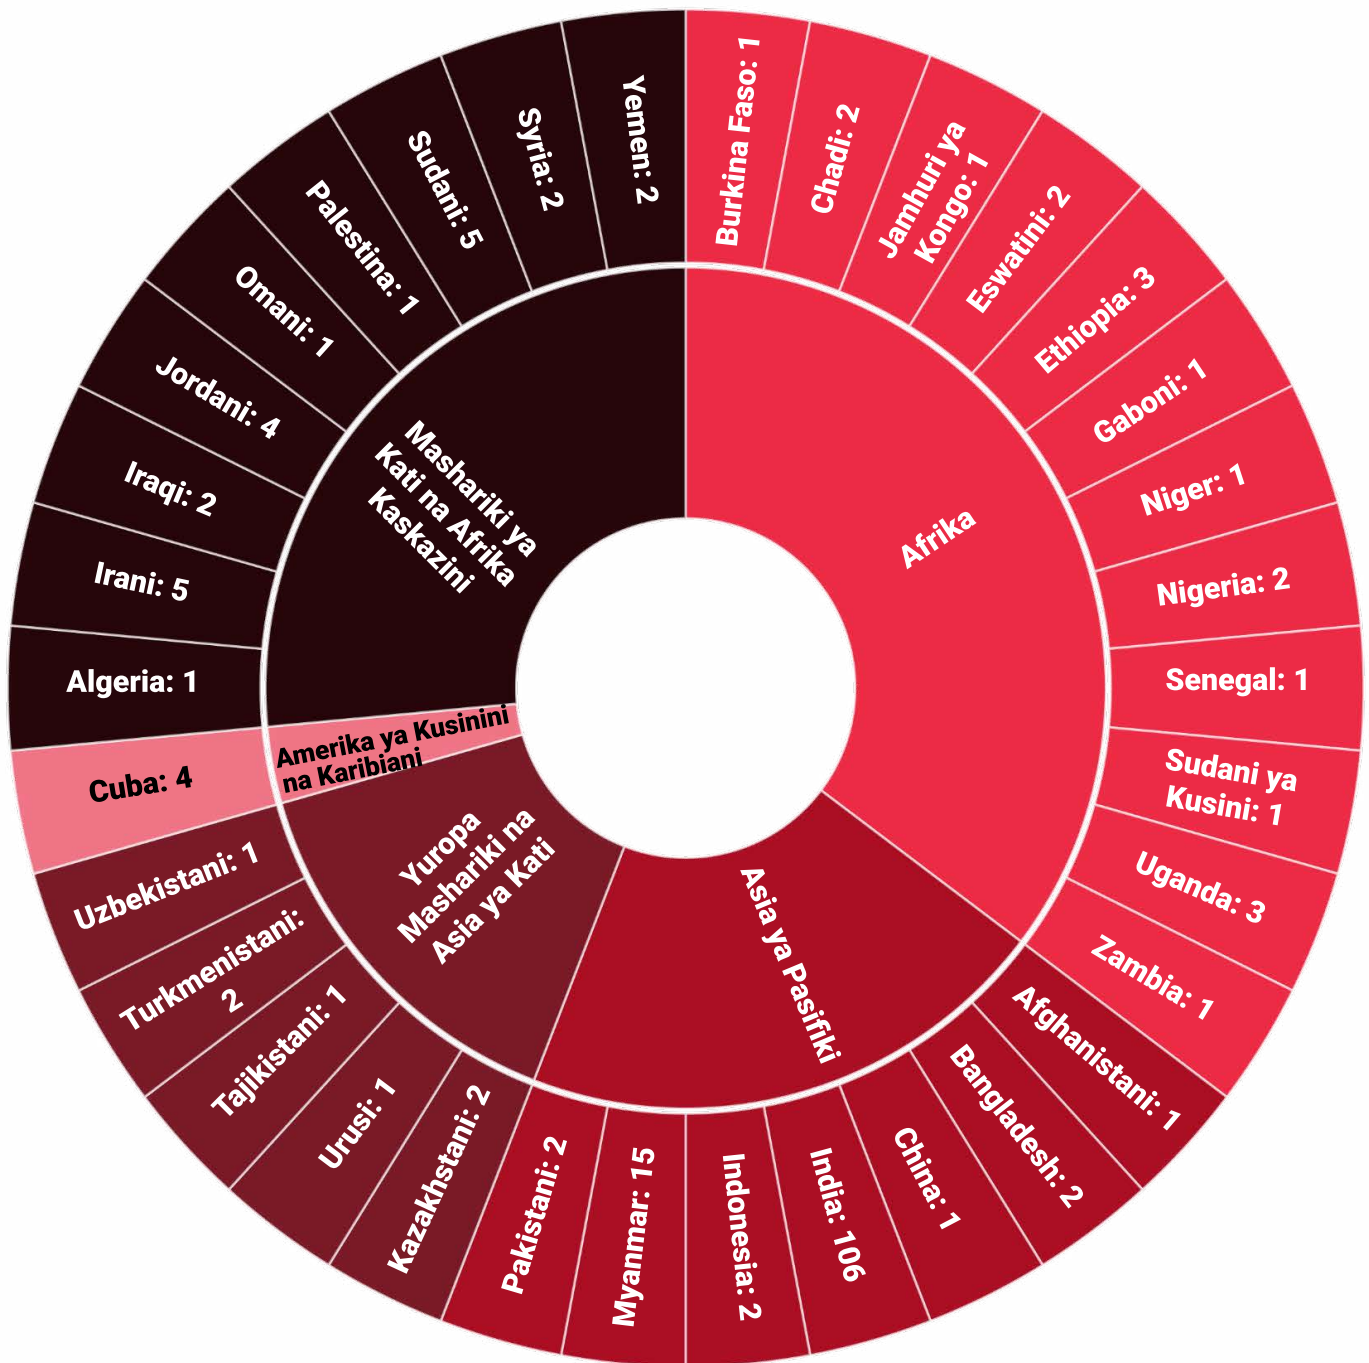 Burkina Faso: 1
Chadi: 2
Jamhuri ya
Kongo: 1
Eswatini: 2
Ethiopia: 3
Gaboni: 1
Niger: 1
Nigeria: 2
Senegal: 1
Sudani ya
Kusini: 1
Uganda: 3
Zambia: 1
Afghanistani: 1
Bangladesh: 2
China: 1
India: 106
Indonesia: 2
Myanmar: 15
Pakistani: 2
Kazakhstani: 2
Urusi: 1
Tajikistani: 1
Turkmenistani:
2
Uzbekistani: 1
Cuba: 4
Algeria: 1
Irani: 5
Iraqi: 2
Jordani: 4
Omani: 1
Palestina: 1
Sudani: 5
Syria: 2
Yemen: 2
Afrika
Asia ya Pasifiki
Yuropa
Mashariki na
Asia ya Kati
Amerika ya Kusinini
na Karibiani
Mashariki ya
Kati na Afrika
Kaskazini